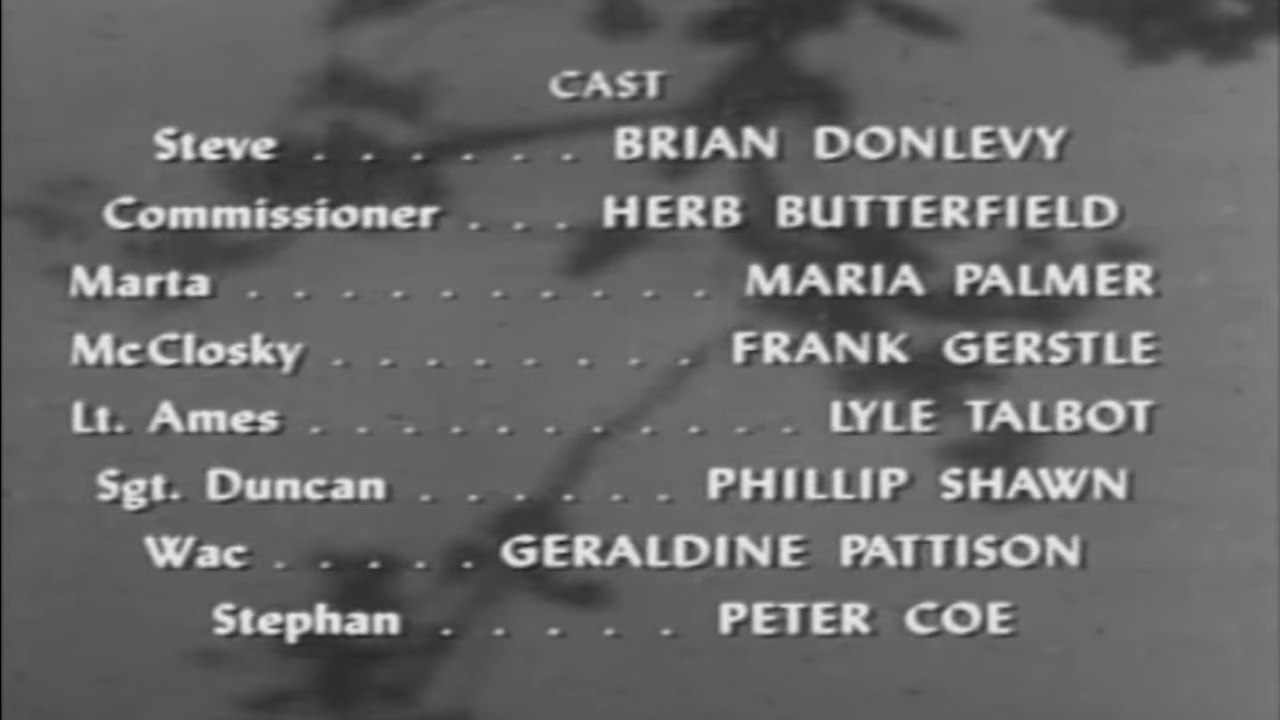 CAST
Steve . . . . . . BRIAN DONLEVY
Commissioner . . . HERB BUTTERFIELD
Marta . . . . . . . . . . MARIA PALMER
McClosky . . . . . . . . . FRANK GERSTLE
Lt. Ames . . . . . . . . . . . LYLE TALBOT
Sgt. Duncan . . . . . . PHILLIP SHAWN
Wac . . . . . GERALDINE PATTISON
Stephan . . . . . PETER COE